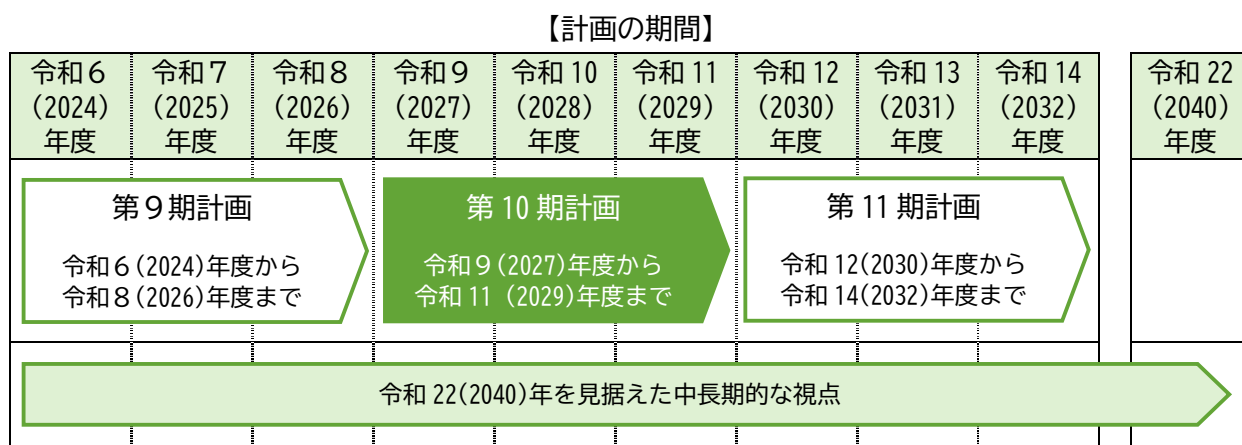 【計画の期間】
令和６
(2024)
年度
令和７
(2025)
年度
令和８
(2026)
年度
令和９
(2027)
年度
令和 10
(2028)
年度
令和 11
(2029)
年度
令和 12
(2030)
年度
令和 13
(2031)
年度
令和 14
(2032)
年度
令和 22
(2040)
年度
第９期計画
令和６(2024)年度から
令和８(2026)年度まで
第 10 期計画
令和９(2027)年度から
令和 11 (2029)年度まで
第 11 期計画
令和 12(2030)年度から
令和 14(2032)年度まで
令和 22(2040)年を見据えた中長期的な視点